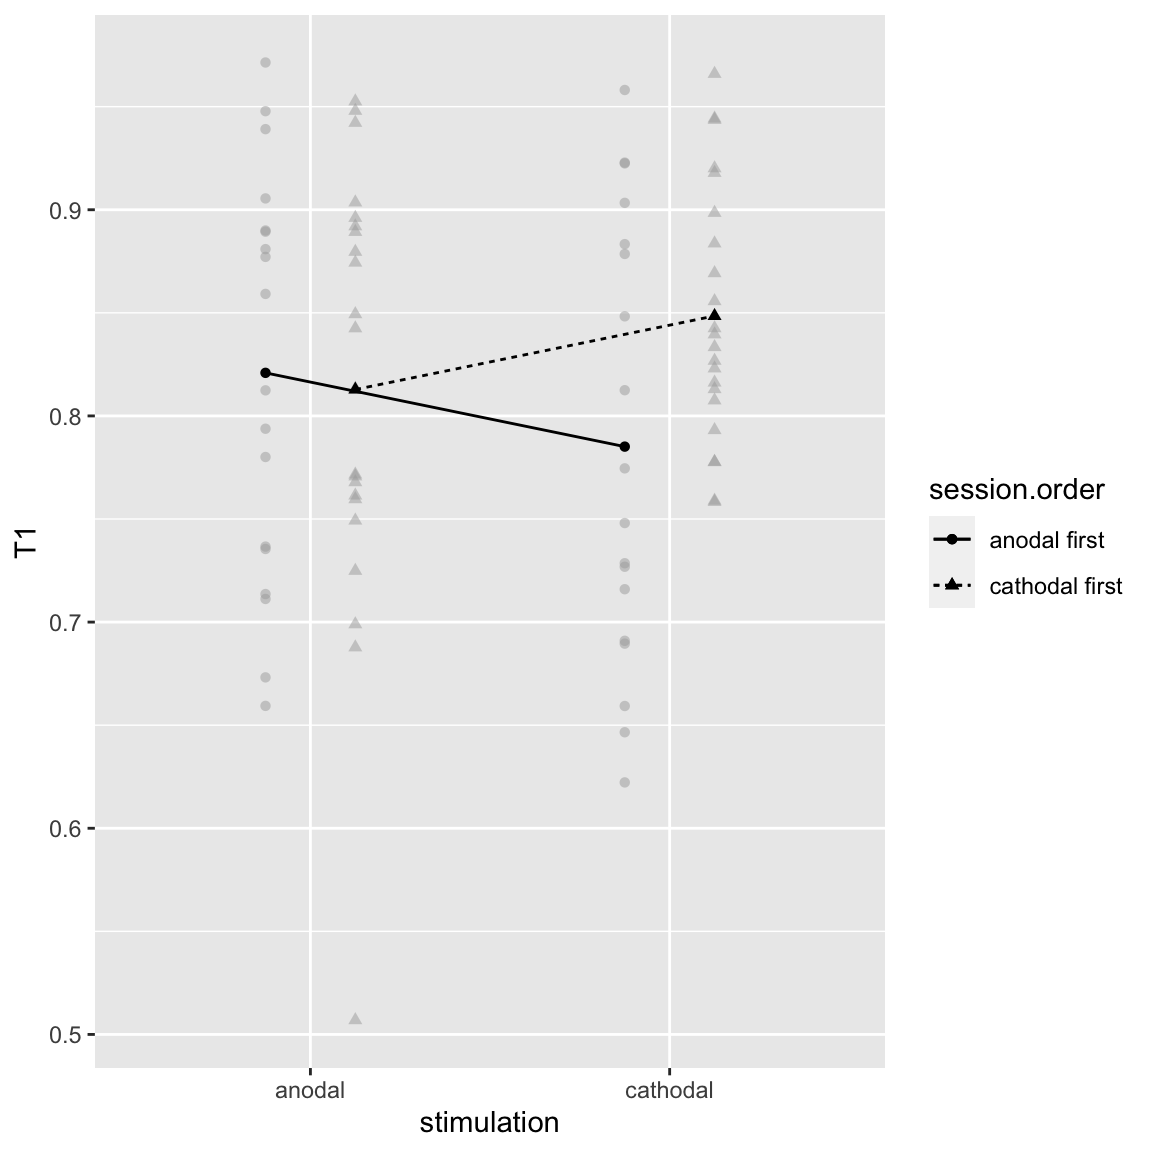 0.9
0.8
0.7
0.6
0.5
T1
anodal
cathodal
stimulation
session.order
anodal first
cathodal first